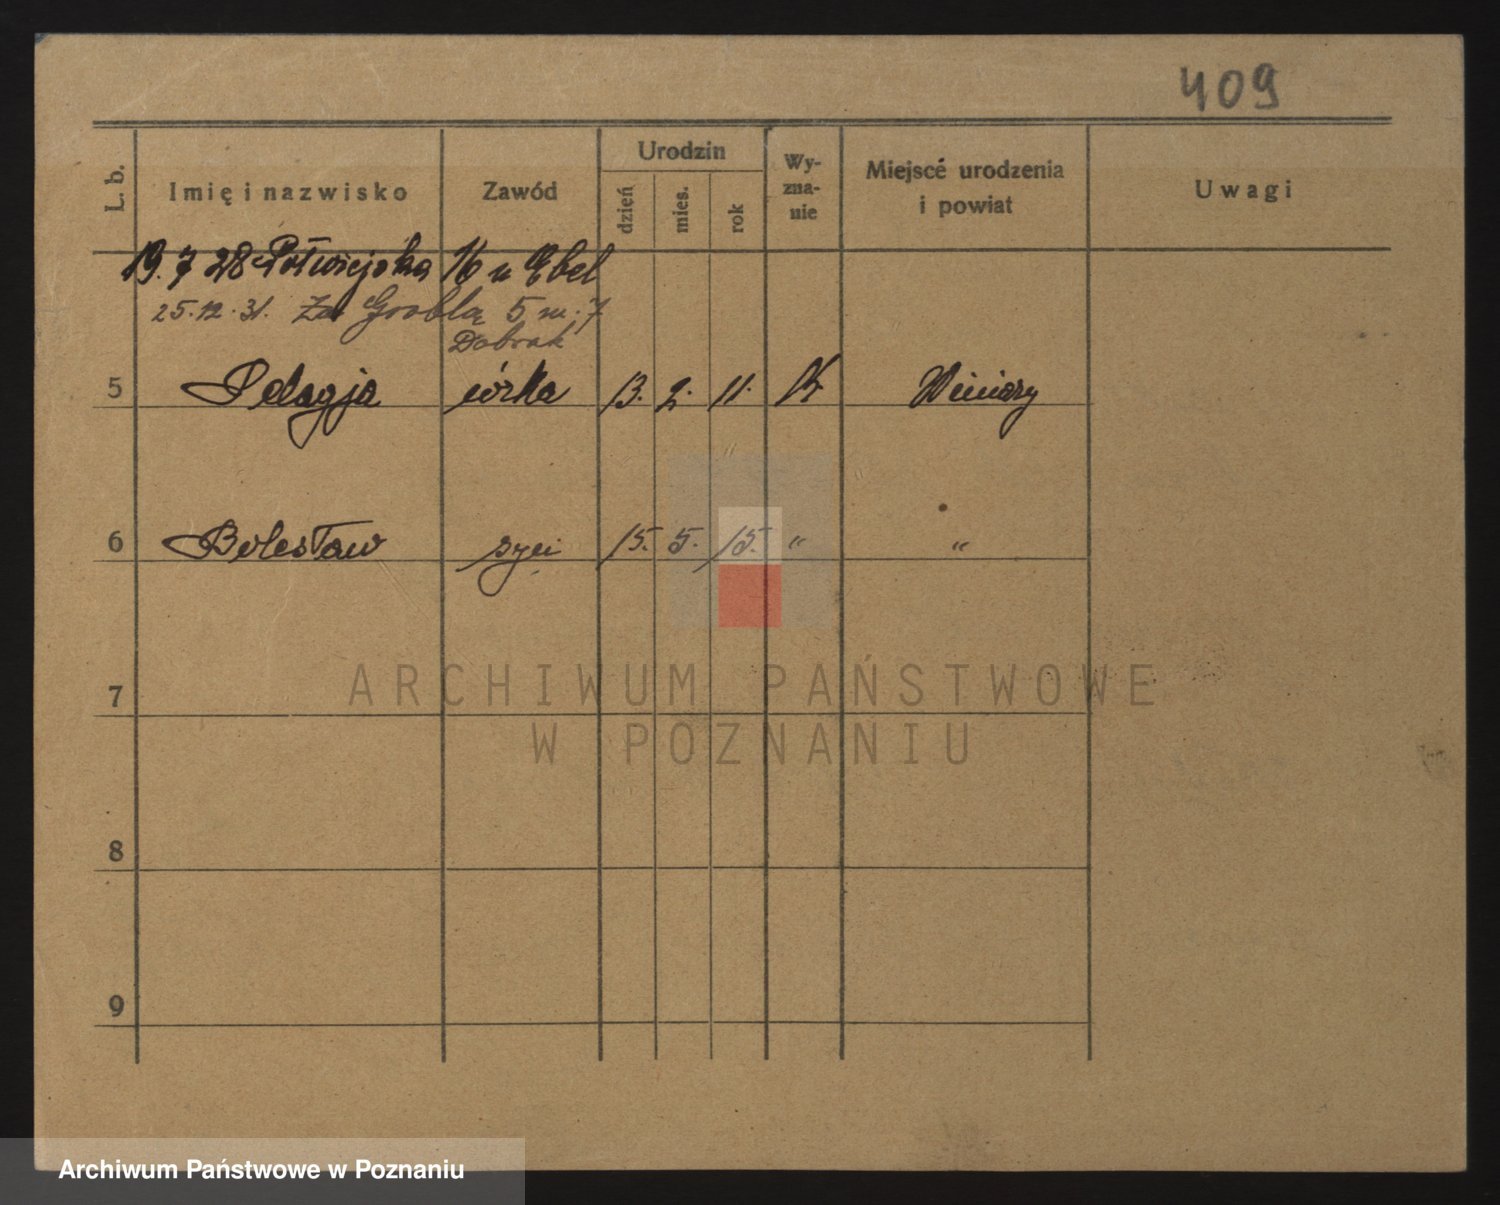 409
L. b. Imię i nazwisko Zawód Urodzin dzień mies. rok Wy-zna-nie Miejscé urodzenia i powiat Uwagi
19. 7 28 Półwiejska 16 u Ebel
25. 12. 31. Za Groblą 5 m. 7
Dobrak
5 Pelagja córka 13. 2. 11. K Winiary
6 Bolesław syn 15. 5. 15. " "
7
8
9
ARCHIWUM PAŃSTWOWE
W POZNANIU
Archiwum Państwowe w Poznaniu